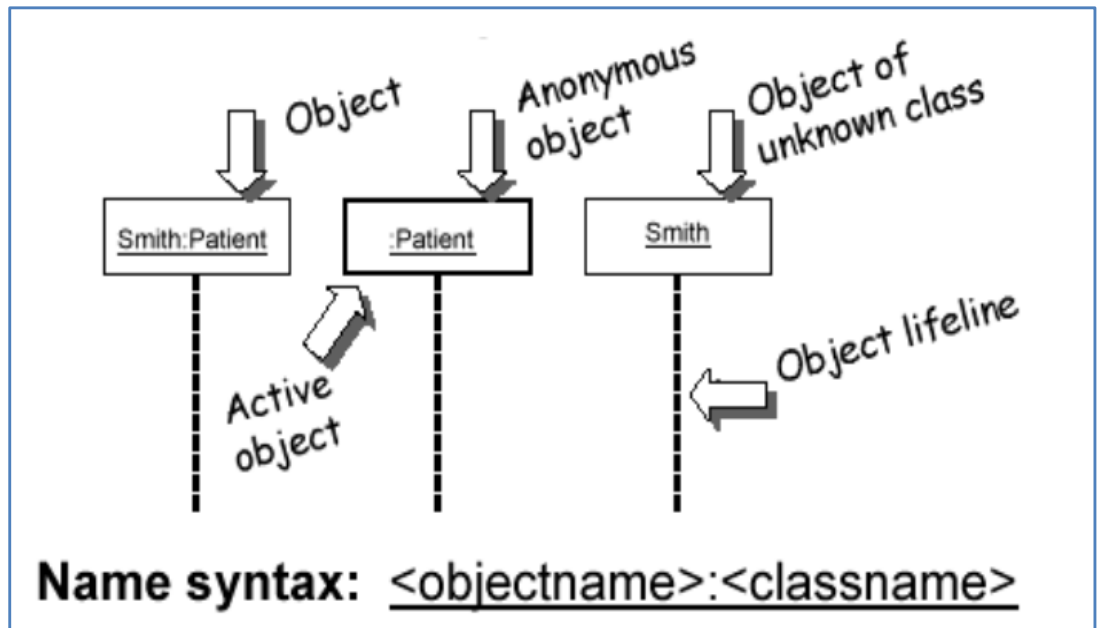 Object
Anonymous
object
Object of
unknown class
Smith:Patient
:Patient
Smith
Active
object
Object lifeline
Name syntax: <objectname>:<classname>